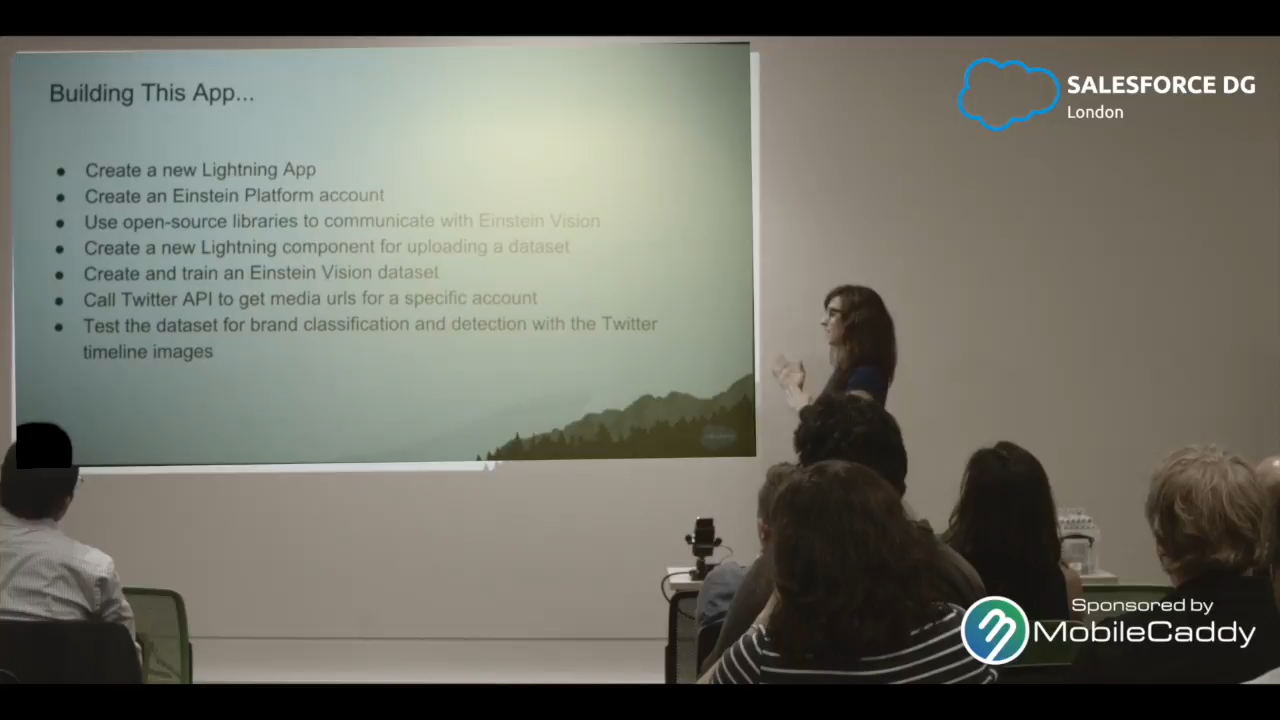 Building This App...
● Create a new Lightning App
● Create an Einstein Platform account
● Use open-source libraries to communicate with Einstein Vision
● Create a new Lightning component for uploading a dataset
● Create and train an Einstein Vision dataset
● Call Twitter API to get media urls for a specific account
● Test the dataset for brand classification and detection with the Twitter
timeline images
SALESFORCE DG
London
Sponsored by
MobileCaddy